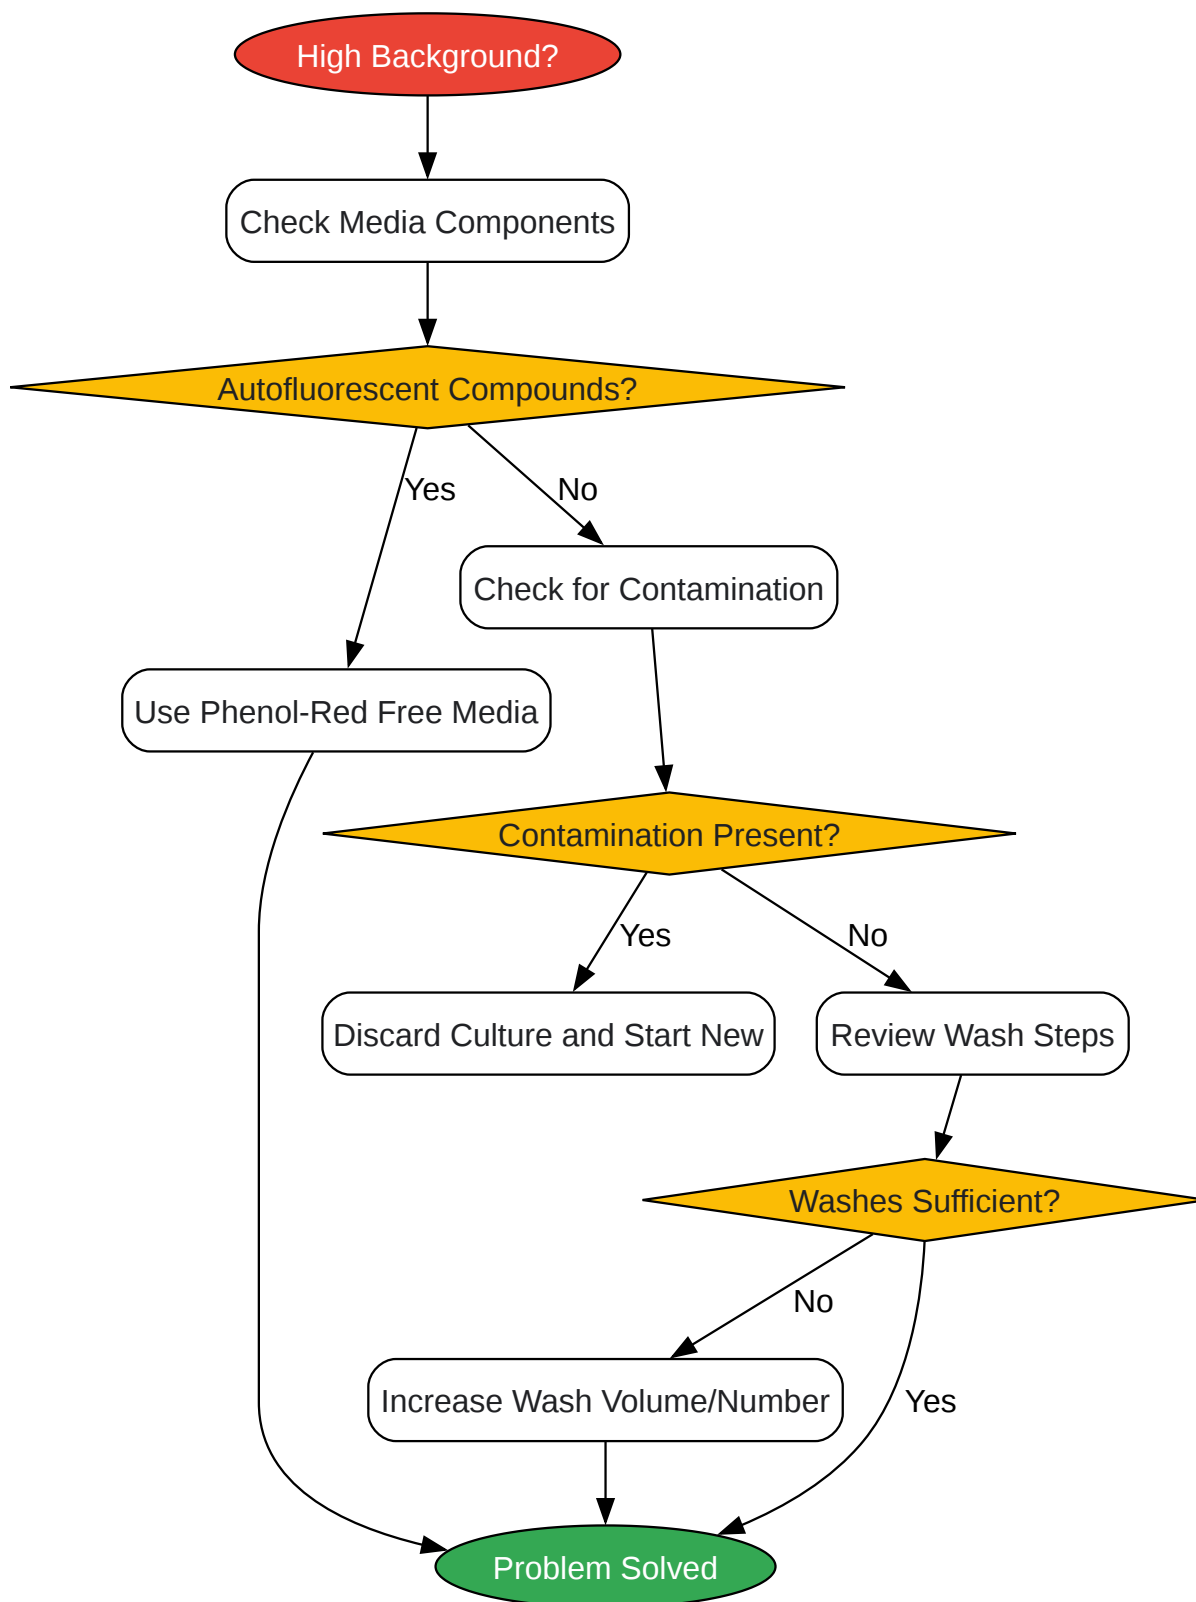 High Background?
Check Media Components
Autofluorescent Compounds?
Yes
No
Check for Contamination
Use Phenol-Red Free Media
Contamination Present?
Yes
No
Discard Culture and Start New
Review Wash Steps
Washes Sufficient?
No
Increase Wash Volume/Number
Yes
Problem Solved